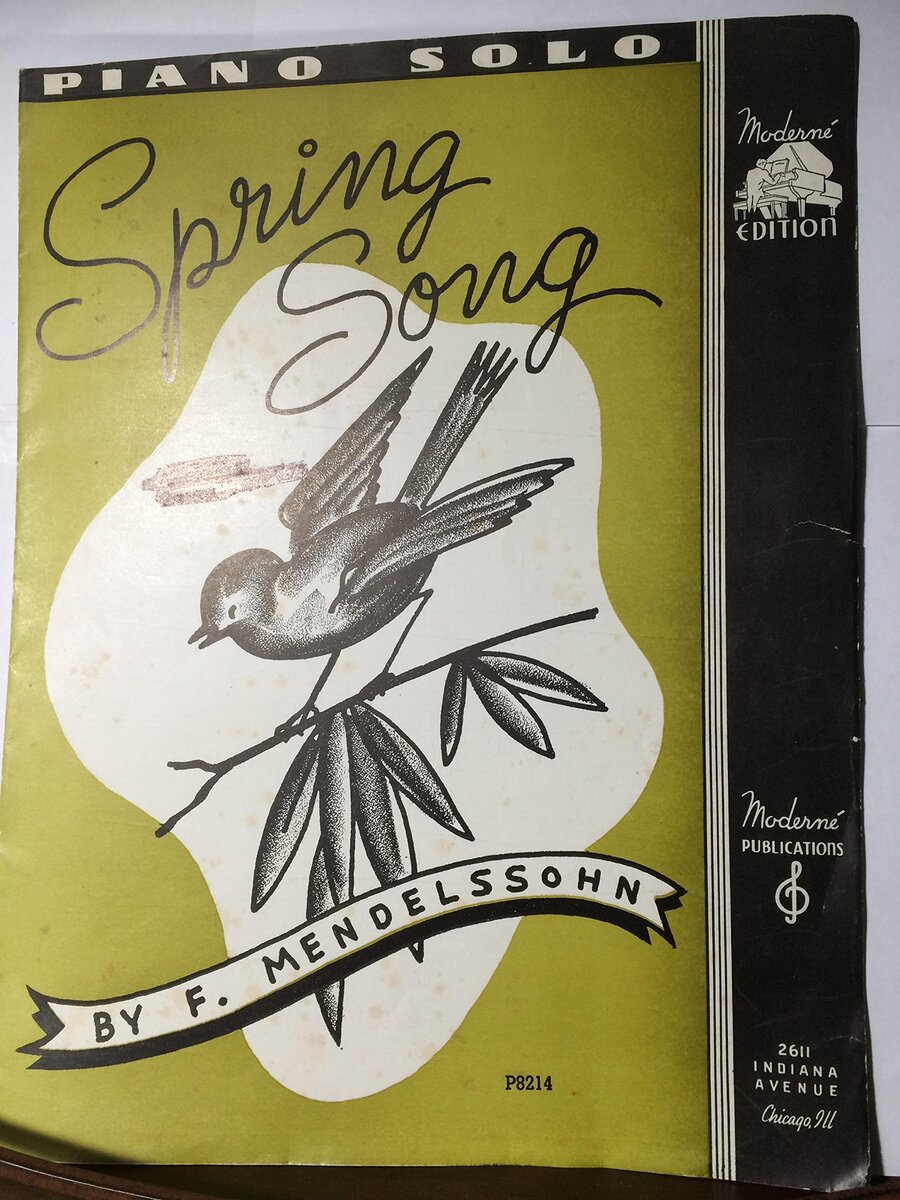 PIANO SOLO
Spring
Song
BY F. MENDELSSOHN
P8214
Moderné
EDITION
Moderné
PUBLICATIONS
2611
INDIANA
AVENUE
Chicago, Ill